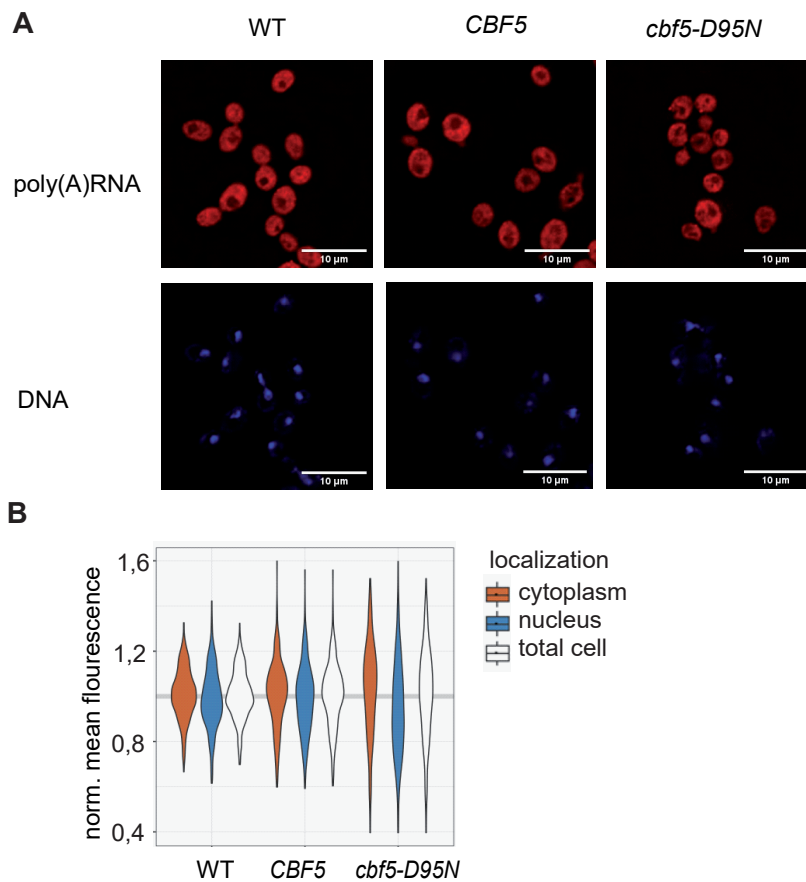 A
WT CBF5 cbf5-D95N
poly(A)RNA
10 µm 10 µm 10 µm
DNA
10 µm 10 µm 10 µm
B
norm. mean flourescence
1,6
1,2
0,8
0,4
WT CBF5 cbf5-D95N
localization
cytoplasm
nucleus
total cell